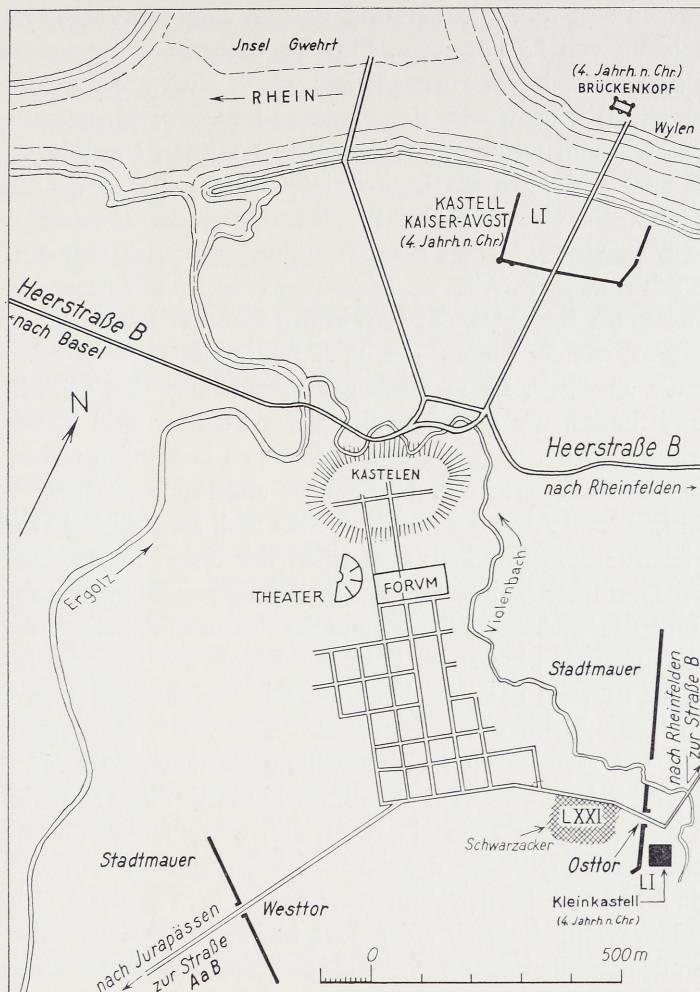 Jnsel Gwehrt
← RHEIN
(4. Jahrh. n. Chr.)
BRÜCKENKOPF
Wylen
KASTELL
KAISER-AVGST
(4. Jahrh. n. Chr.)
LI
Heerstraße B
←nach Basel
N
Heerstraße B
nach Rheinfelden →
KASTELEN
Ergolz
THEATER
FORVM
Violenbach
Stadtmauer
nach Rheinfelden
zur Straße B
LXXI
Schwarzacker
Osttor
LI
Kleinkastell
(4. Jahrh. n. Chr.)
Stadtmauer
Westtor
nach Jurapässen
zur Straße
AaB
0 500m